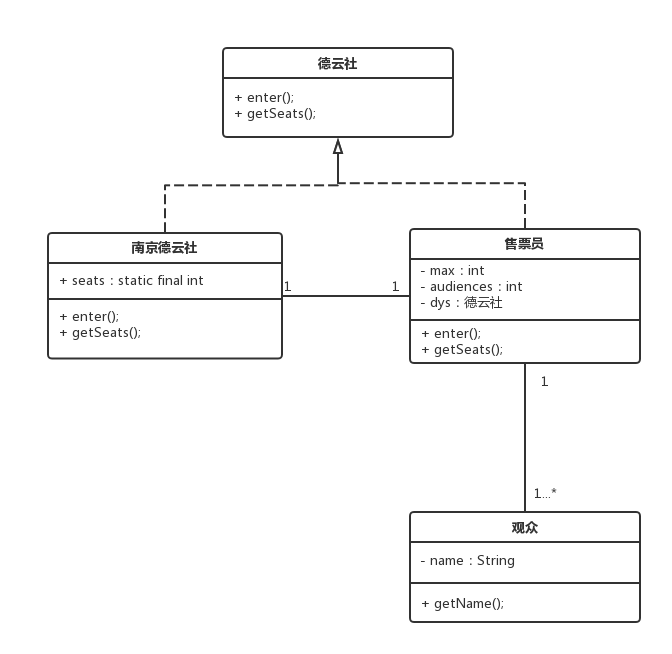 德云社
+ enter();
+ getSeats();
南京德云社
+ seats : static final int
+ enter();
+ getSeats();
1
1
售票员
- max : int
- audiences : int
- dys : 德云社
+ enter();
+ getSeats();
1
1...*
观众
- name : String
+ getName();